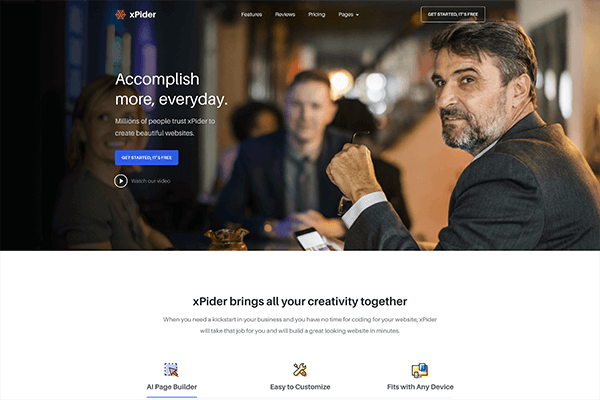 xPider
Features Reviews Pricing Pages
GET STARTED, IT'S FREE
Accomplish
more, everyday.
Millions of people trust xPider to
create beautiful websites.
GET STARTED, IT'S FREE
Watch our video
xPider brings all your creativity together
When you need a kickstart in your business and you have no time for coding for your website, xPider
will take that job for you and will build a great looking website in minutes.
AI Page Builder
Easy to Customize
Fits with Any Device